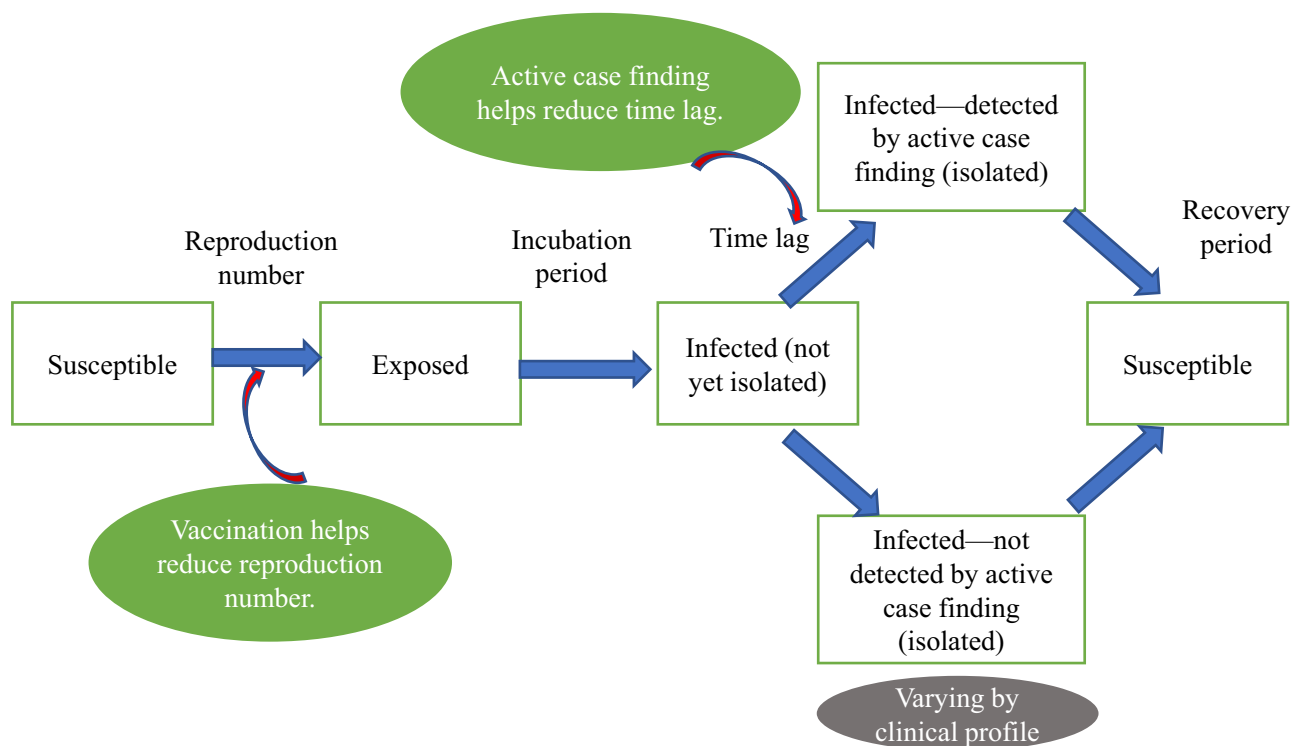 Active case finding
helps reduce time lag.
Infected—detected
by active case
finding (isolated)
Reproduction
number
Incubation
period
Time lag
Recovery
period
Susceptible
Exposed
Infected (not
yet isolated)
Susceptible
Vaccination helps
reduce reproduction
number.
Infected—not
detected by active
case finding
(isolated)
Varying by
clinical profile